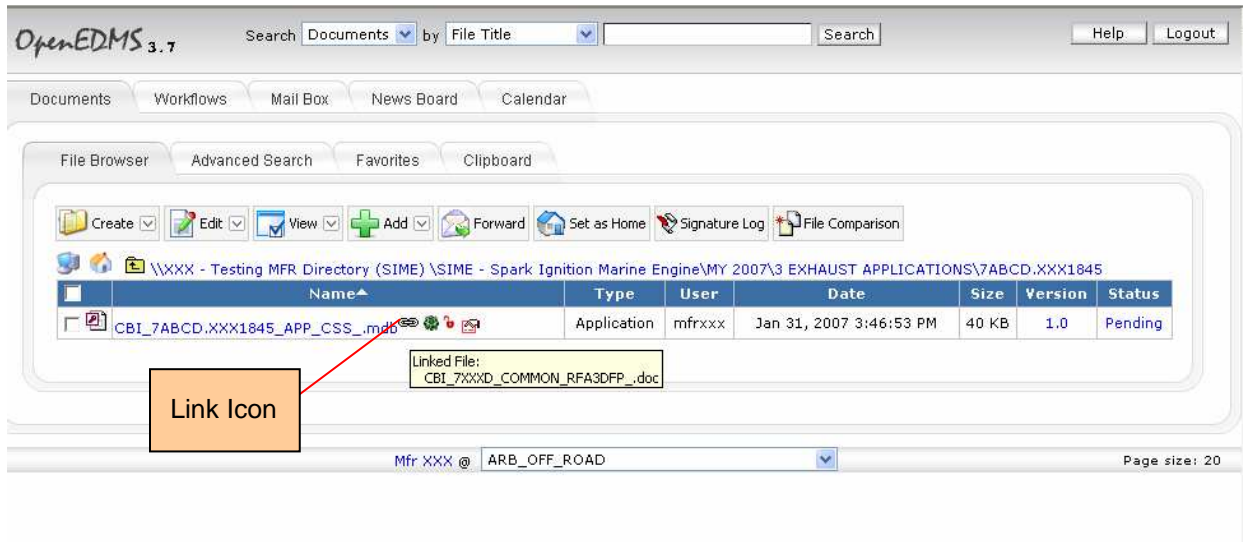 OpenEDMS 3.7 Search Documents by File Title Search Help Logout
Documents Workflows Mail Box News Board Calendar
File Browser Advanced Search Favorites Clipboard
Create Edit View Add Forward Set as Home Signature Log File Comparison
\\XXX - Testing MFR Directory (SIME) \SIME - Spark Ignition Marine Engine\MY 2007\3 EXHAUST APPLICATIONS\7ABCD.XXX1845
Name Type User Date Size Version Status
CBI_7ABCD.XXX1845_APP_CSS_.mdb Application mfrxxx Jan 31, 2007 3:46:53 PM 40 KB 1.0 Pending
Linked File:
CBI_7XXXD_COMMON_RFA3DFP_.doc
Link Icon
Mfr XXX @ ARB_OFF_ROAD Page size: 20